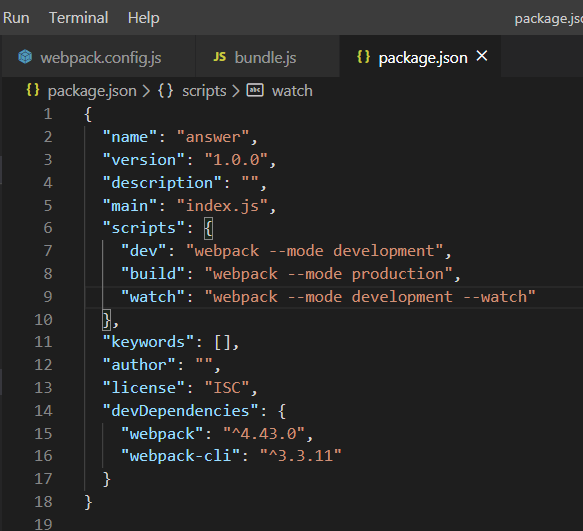 Run Terminal Help package.jso
webpack.config.js JS bundle.js {} package.json ×
{} package.json > {} scripts > abc watch
1 {
2 "name": "answer",
3 "version": "1.0.0",
4 "description": "",
5 "main": "index.js",
6 "scripts": {
7 "dev": "webpack --mode development",
8 "build": "webpack --mode production",
9 "watch": "webpack --mode development --watch"
10 },
11 "keywords": [],
12 "author": "",
13 "license": "ISC",
14 "devDependencies": {
15 "webpack": "^4.43.0",
16 "webpack-cli": "^3.3.11"
17 }
18 }
19